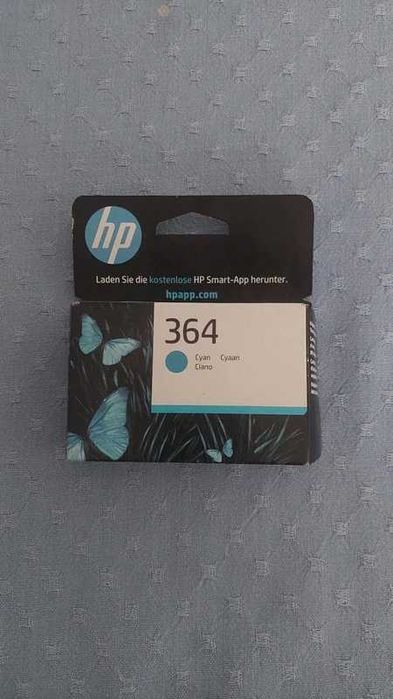 hp
Laden Sie die kostenlose HP Smart-App herunter.
hpapp.com
364
Cyan Cyaan
Ciano